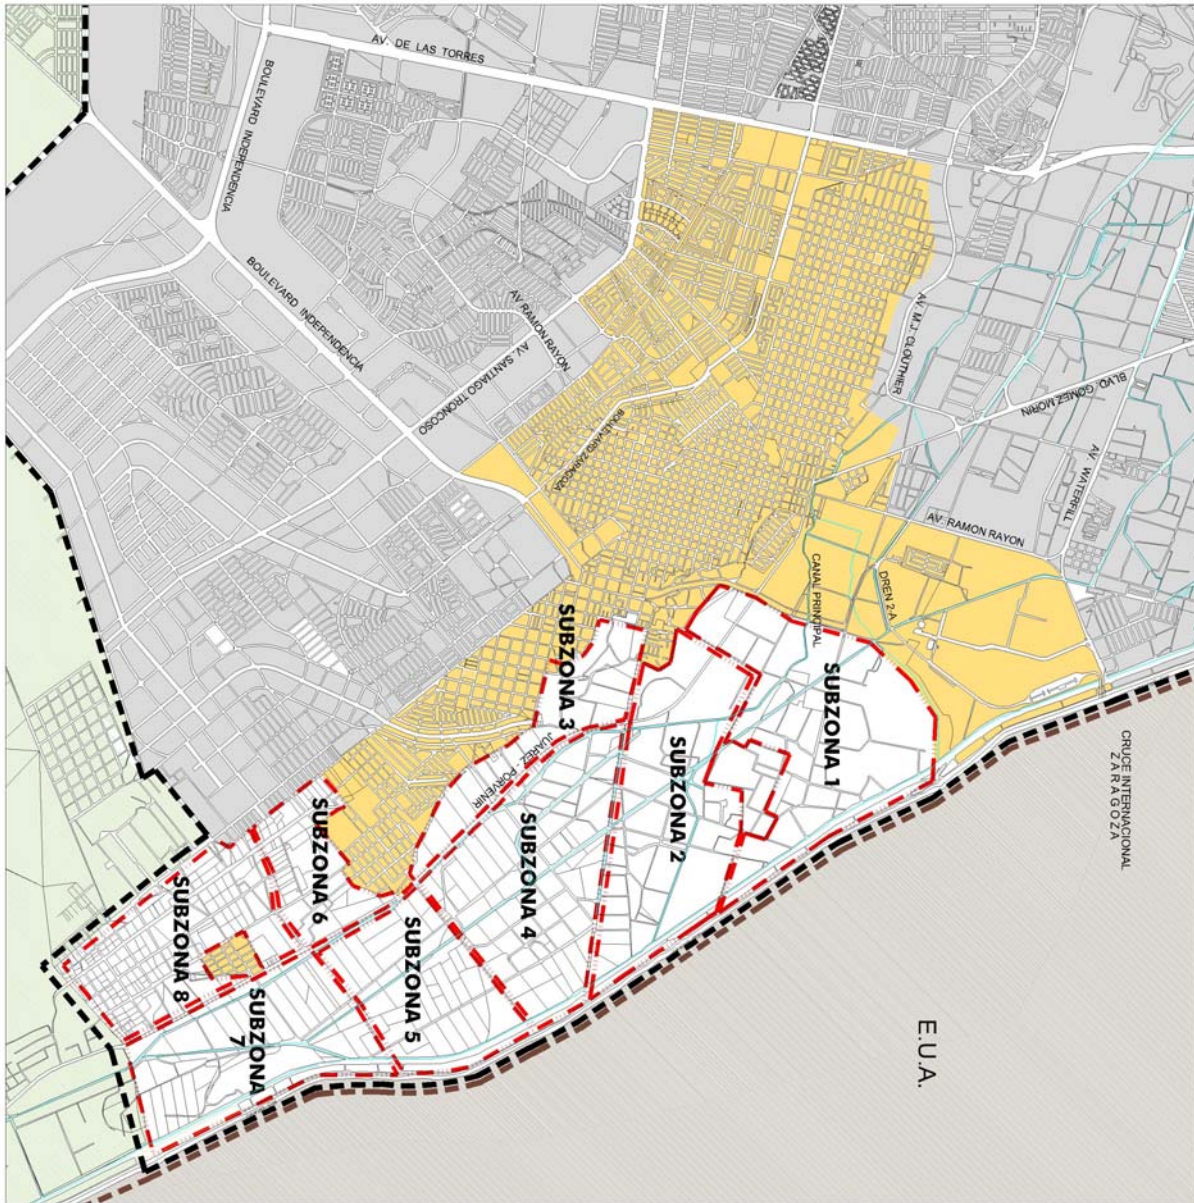 AV. DE LAS TORRES
BOULEVARD INDEPENDENCIA
BOULEVARD INDEPENDENCIA
AV RAMON RAYON
AV. SANTIAGO TRONCOSO
BOULEVARD ZARAGOZA
AV. M.J. CLOUTHIER
BLVD. GOMEZ MORIN
AV. WATERFILL
AV. RAMON RAYON
DREN 2-A
CANAL PRINCIPAL
CRUCE INTERNACIONAL
ZARAGOZA
SUBZONA 1
SUBZONA 2
SUBZONA 3
JUAREZ - PORVENIR
SUBZONA 4
SUBZONA 5
SUBZONA 6
SUBZONA
7
SUBZONA 8
E.U.A.